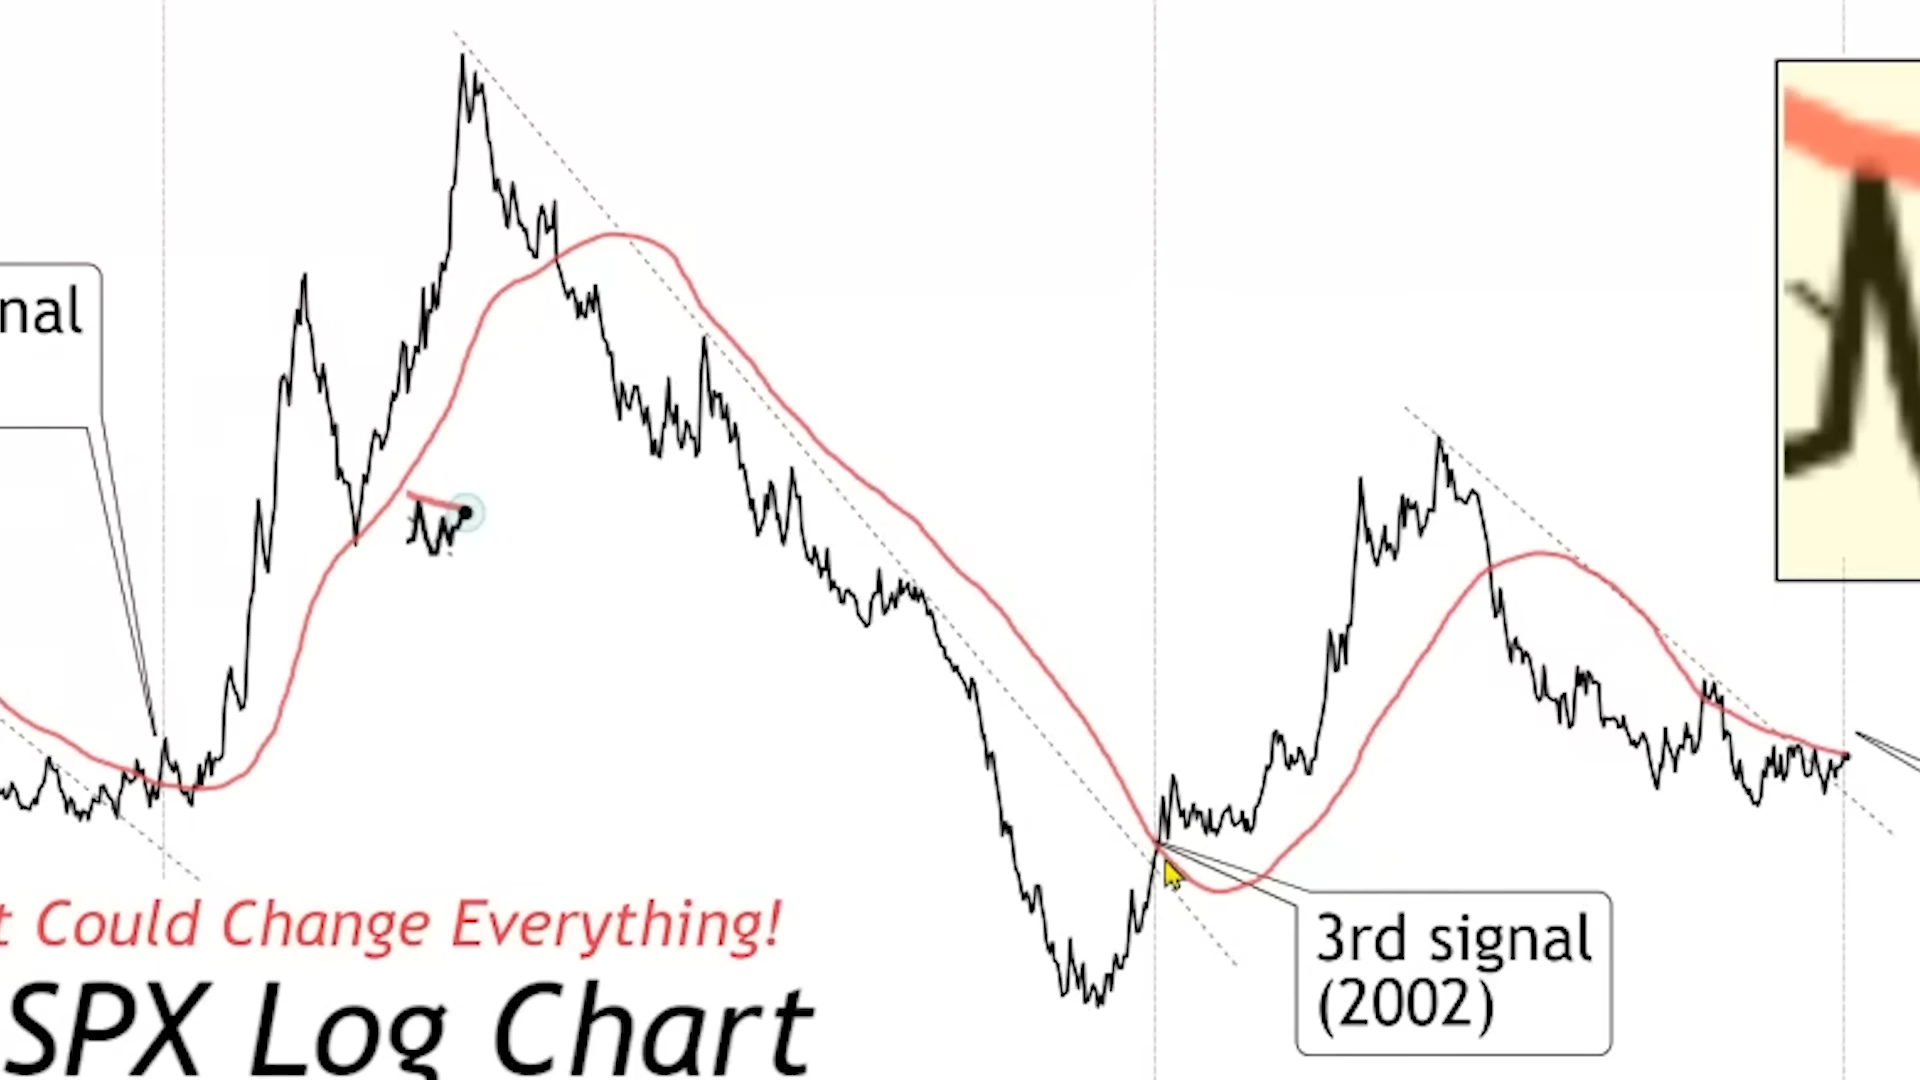 nal
t Could Change Everything!
SPX Log Chart
3rd signal
(2002)